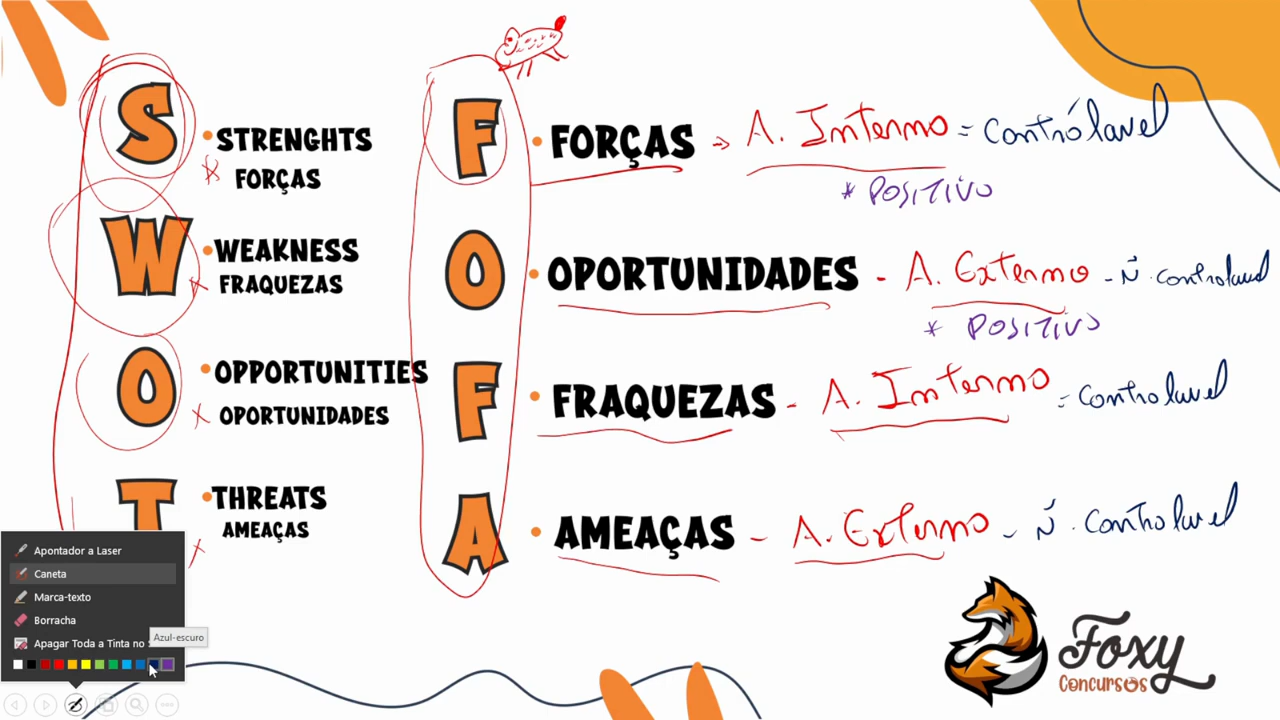 S
STRENGHTS
FORÇAS
W
WEAKNESS
FRAQUEZAS
O
OPPORTUNITIES
OPORTUNIDADES
T
THREATS
AMEAÇAS
F
FORÇAS → A. Interno = Contrólavel
* POSITIVO
O
OPORTUNIDADES - A. Externo - Ñ. controlavel
* POSITIVO
F
FRAQUEZAS - A. Interno = Controlavel
A
AMEAÇAS - A. Externo - Ñ. Controlavel
Apontador a Laser
Caneta
Marca-texto
Borracha
Apagar Toda a Tinta no
Azul-escuro
Foxy
Concursos